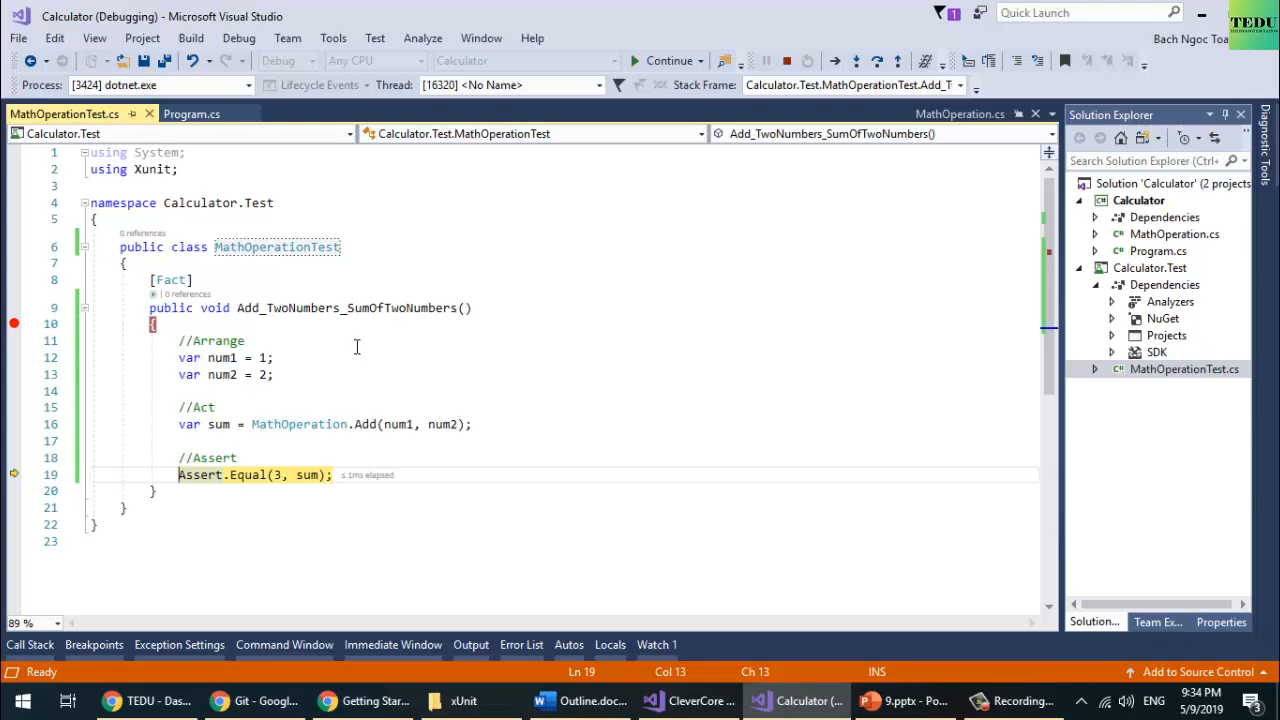 Calculator (Debugging) - Microsoft Visual Studio
1
Quick Launch
TEDU
File Edit View Project Build Debug Team Tools Test Analyze Window Help
Bach Ngoc Toa
Debug Any CPU Calculator Continue
Process: [3424] dotnet.exe Lifecycle Events Thread: [16320] <No Name> Stack Frame: Calculator.Test.MathOperationTest.Add_T
MathOperationTest.cs Program.cs MathOperation.cs
Calculator.Test Calculator.Test.MathOperationTest Add_TwoNumbers_SumOfTwoNumbers()
1 using System;
2 using Xunit;
3
4 namespace Calculator.Test
5 {
0 references
6 public class MathOperationTest
7 {
8 [Fact]
| 0 references
9 public void Add_TwoNumbers_SumOfTwoNumbers()
10 {
11 //Arrange
12 var num1 = 1;
13 var num2 = 2;
14
15 //Act
16 var sum = MathOperation.Add(num1, num2);
17
18 //Assert
19 Assert.Equal(3, sum); ≤ 1ms elapsed
20 }
21 }
22 }
23
89 %
Solution Explorer
Search Solution Explorer (Ctrl+
Solution 'Calculator' (2 projects
Calculator
Dependencies
C# MathOperation.cs
C# Program.cs
Calculator.Test
Dependencies
Analyzers
NuGet
Projects
SDK
C# MathOperationTest.cs
Solution... Team Ex... Properties
Diagnostic Tools
Call Stack Breakpoints Exception Settings Command Window Immediate Window Output Error List Autos Locals Watch 1
Ready Ln 19 Col 13 Ch 13 INS Add to Source Control
TEDU - Das... Git - Googl... Getting Star... xUnit Outline.doc... CleverCore ... Calculator (... 9.pptx - Po... Recording... ENG
9:34 PM
5/9/2019
3